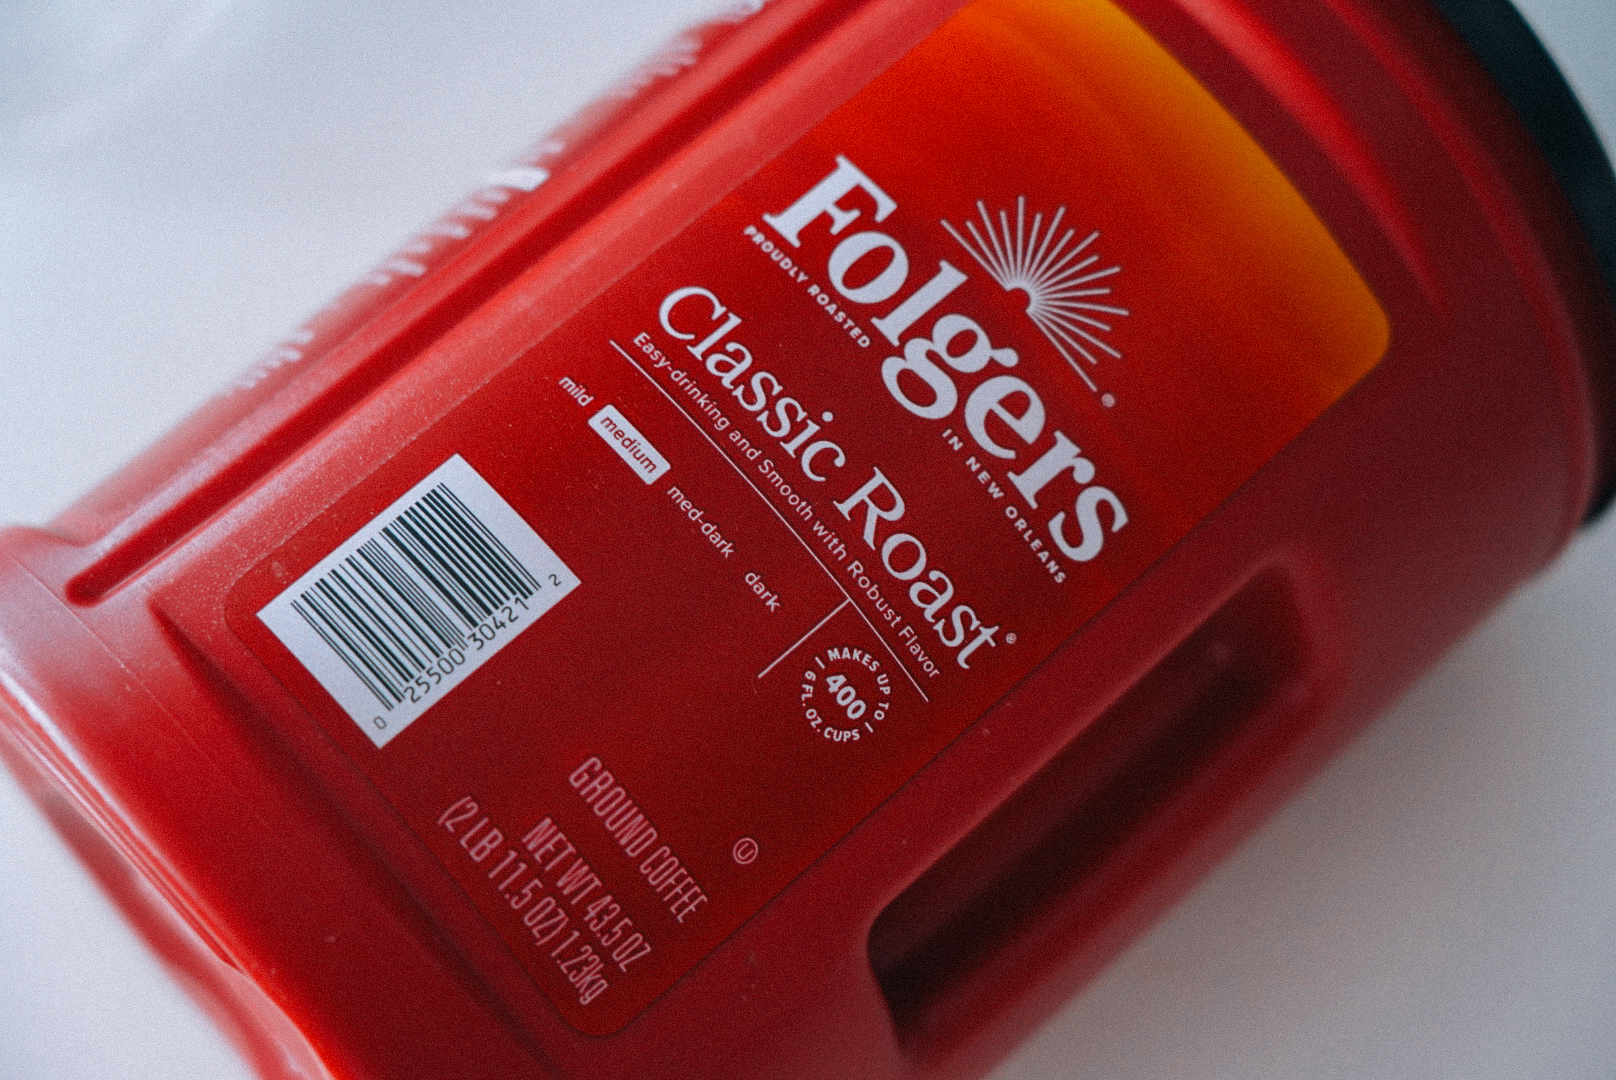 Folgers®
PROUDLY ROASTED IN NEW ORLEANS
Classic Roast®
Easy-drinking and Smooth with Robust Flavor
mild medium med-dark dark
MAKES UP TO
400
6 FL. OZ. CUPS
0 25500 30421 2
U
GROUND COFFEE
NET WT 43.5 OZ
(2 LB 11.5 OZ) 1.23kg